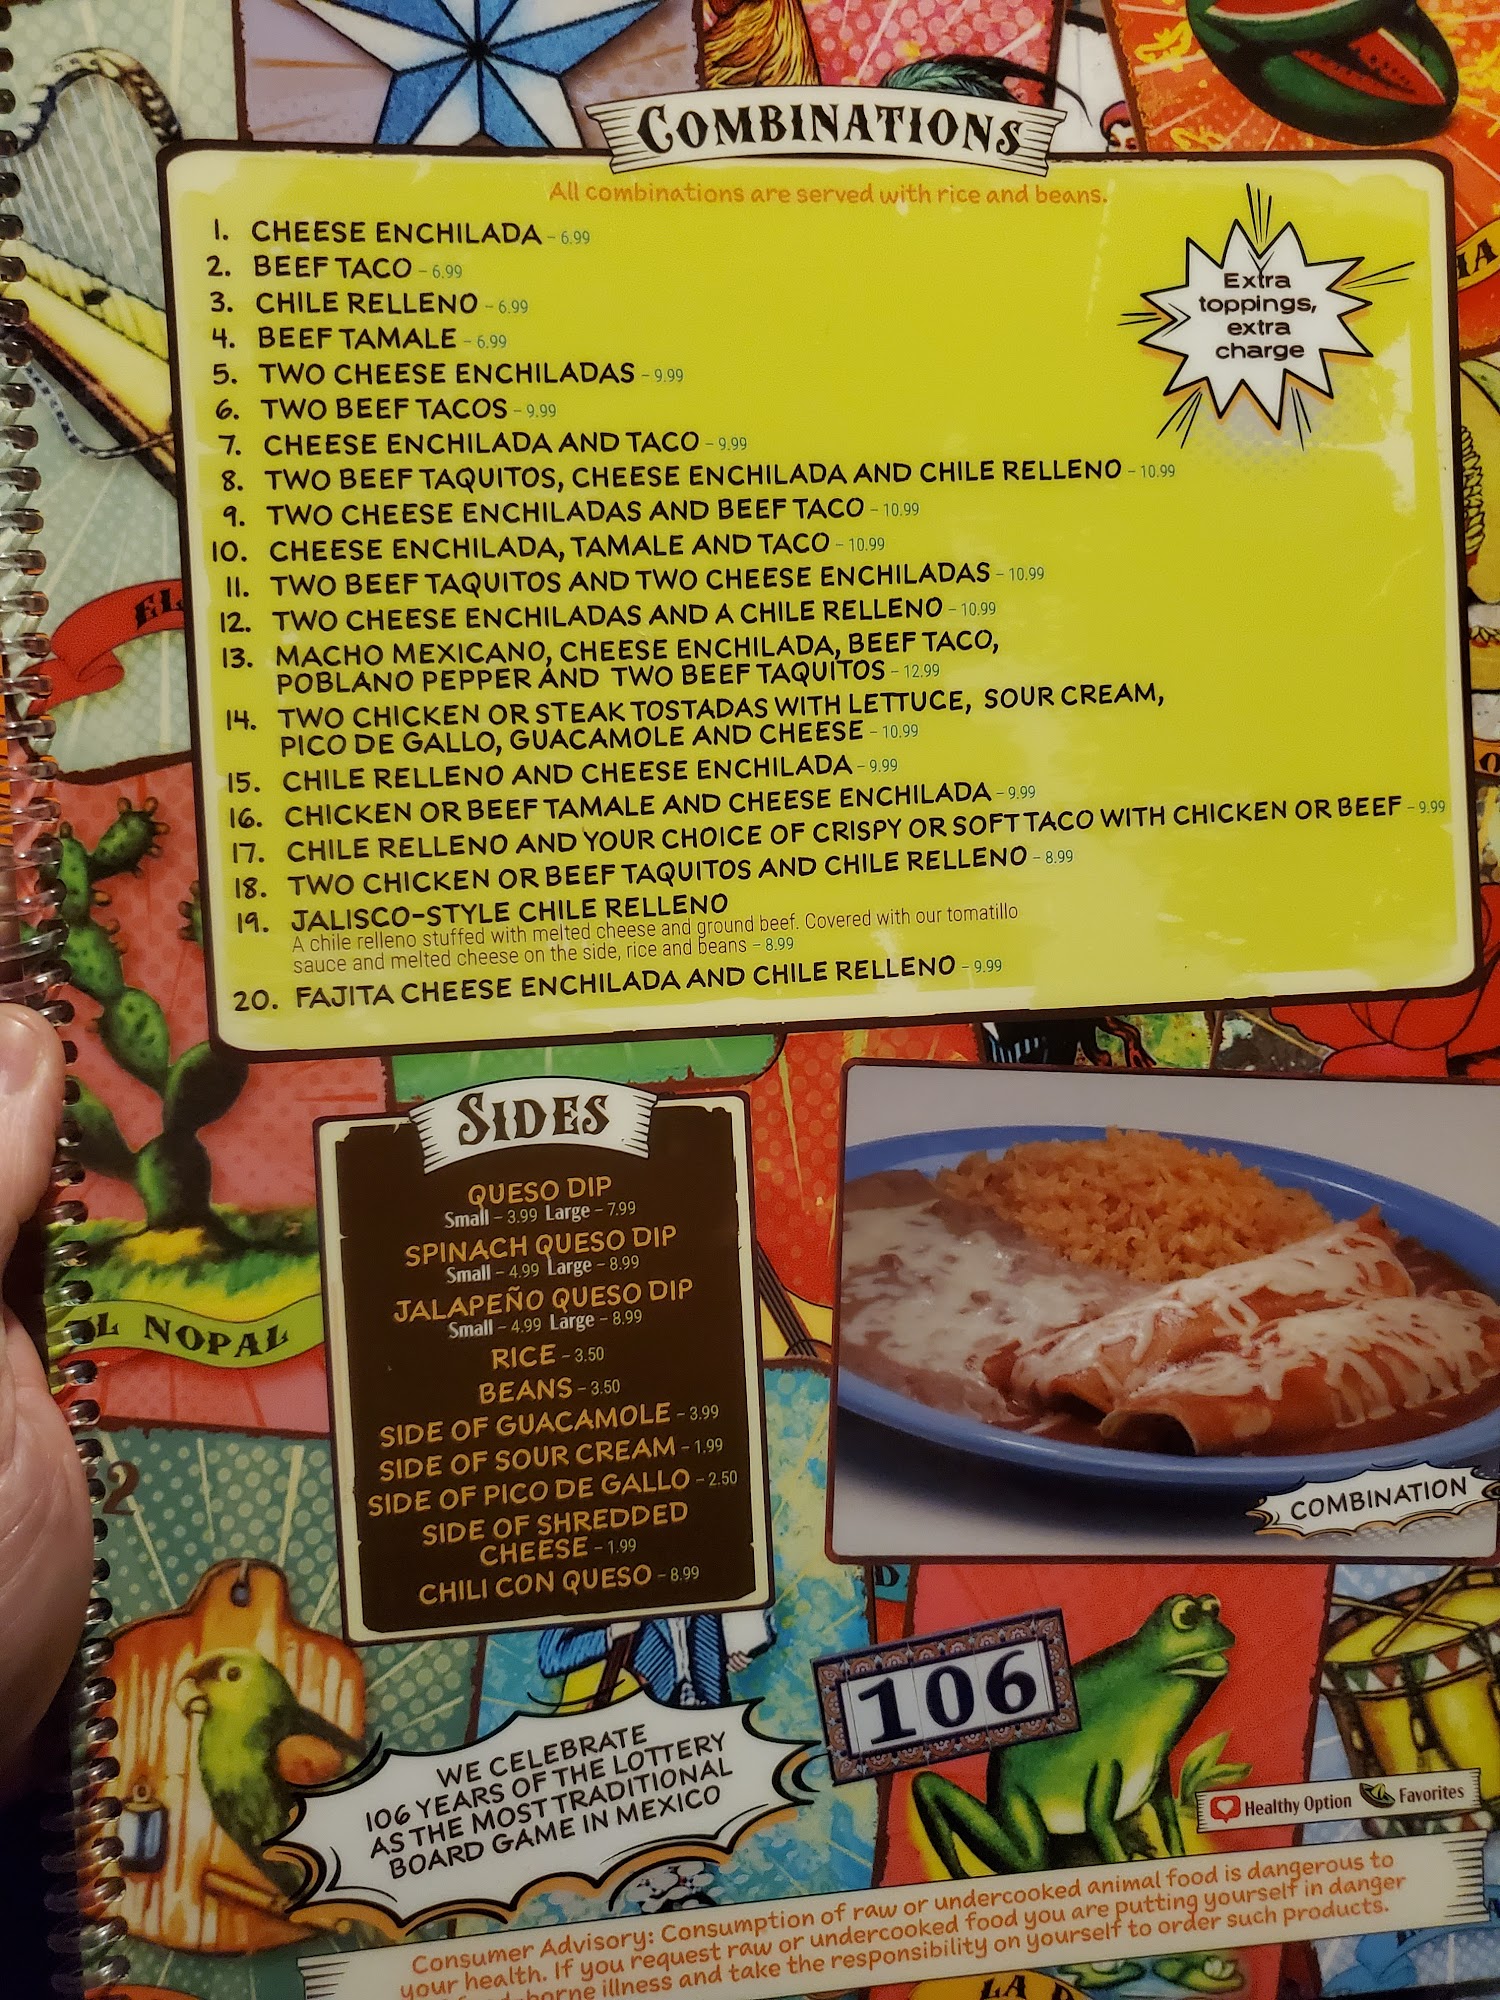 COMBINATIONS
All combinations are served with rice and beans.
Extra
toppings,
extra
charge
1. CHEESE ENCHILADA – 6.99
2. BEEF TACO – 6.99
3. CHILE RELLENO – 6.99
4. BEEF TAMALE – 6.99
5. TWO CHEESE ENCHILADAS – 9.99
6. TWO BEEF TACOS – 9.99
7. CHEESE ENCHILADA AND TACO – 9.99
8. TWO BEEF TAQUITOS, CHEESE ENCHILADA AND CHILE RELLENO – 10.99
9. TWO CHEESE ENCHILADAS AND BEEF TACO – 10.99
10. CHEESE ENCHILADA, TAMALE AND TACO – 10.99
11. TWO BEEF TAQUITOS AND TWO CHEESE ENCHILADAS – 10.99
12. TWO CHEESE ENCHILADAS AND A CHILE RELLENO – 10.99
13. MACHO MEXICANO, CHEESE ENCHILADA, BEEF TACO,
POBLANO PEPPER AND TWO BEEF TAQUITOS – 12.99
14. TWO CHICKEN OR STEAK TOSTADAS WITH LETTUCE, SOUR CREAM,
PICO DE GALLO, GUACAMOLE AND CHEESE – 10.99
15. CHILE RELLENO AND CHEESE ENCHILADA – 9.99
16. CHICKEN OR BEEF TAMALE AND CHEESE ENCHILADA – 9.99
17. CHILE RELLENO AND YOUR CHOICE OF CRISPY OR SOFT TACO WITH CHICKEN OR BEEF – 9.99
18. TWO CHICKEN OR BEEF TAQUITOS AND CHILE RELLENO – 8.99
19. JALISCO-STYLE CHILE RELLENO
A chile relleno stuffed with melted cheese and ground beef. Covered with our tomatillo
sauce and melted cheese on the side, rice and beans – 8.99
20. FAJITA CHEESE ENCHILADA AND CHILE RELLENO – 9.99
EL
SIDES
QUESO DIP
Small – 3.99 Large – 7.99
SPINACH QUESO DIP
Small – 4.99 Large – 8.99
JALAPEÑO QUESO DIP
Small – 4.99 Large – 8.99
RICE – 3.50
BEANS – 3.50
SIDE OF GUACAMOLE – 3.99
SIDE OF SOUR CREAM – 1.99
SIDE OF PICO DE GALLO – 2.50
SIDE OF SHREDDED
CHEESE – 1.99
CHILI CON QUESO – 8.99
EL NOPAL
2
COMBINATION
106
WE CELEBRATE
106 YEARS OF THE LOTTERY
AS THE MOST TRADITIONAL
BOARD GAME IN MEXICO
Healthy Option Favorites
Consumer Advisory: Consumption of raw or undercooked animal food is dangerous to
your health. If you request raw or undercooked food you are putting yourself in danger
illness and take the responsibility on yourself to order such products.
LA